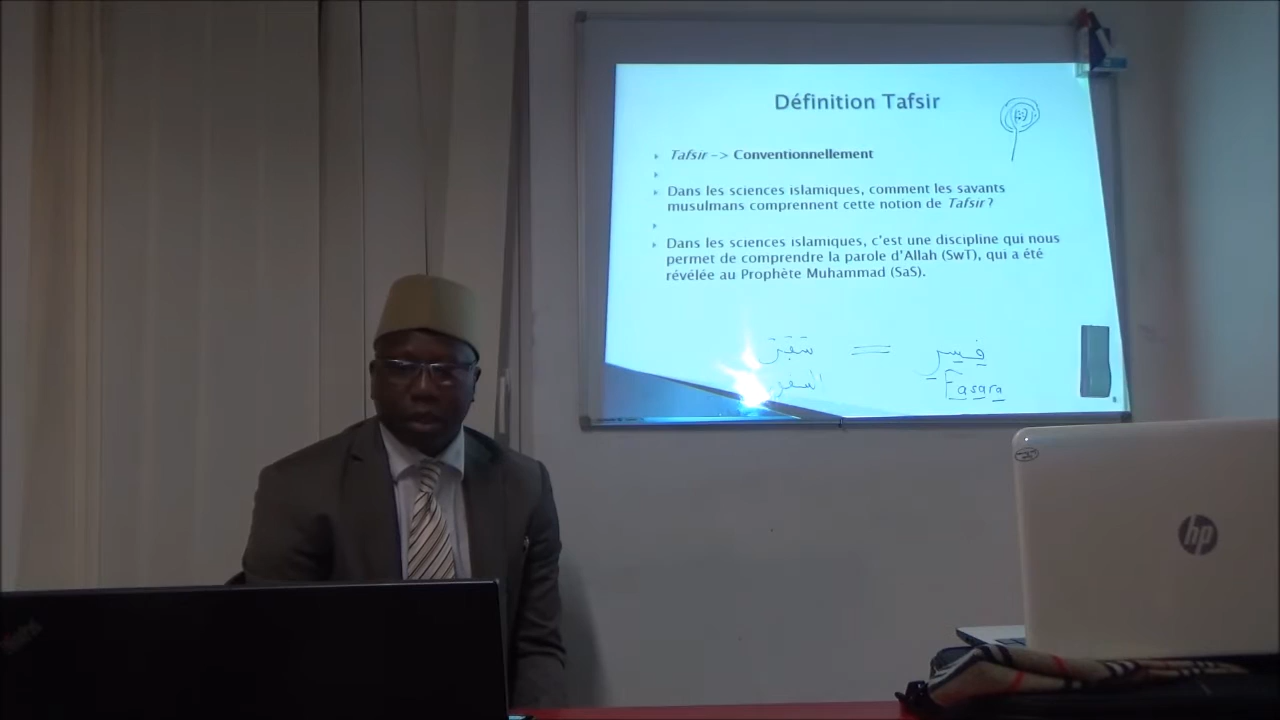 Définition Tafsir
Tafsir -> Conventionnellement
Dans les sciences islamiques, comment les savants
musulmans comprennent cette notion de Tafsir ?
Dans les sciences islamiques, c'est une discipline qui nous
permet de comprendre la parole d'Allah (SwT), qui a été
révélée au Prophète Muhammad (SaS).
=
Fasara
hp